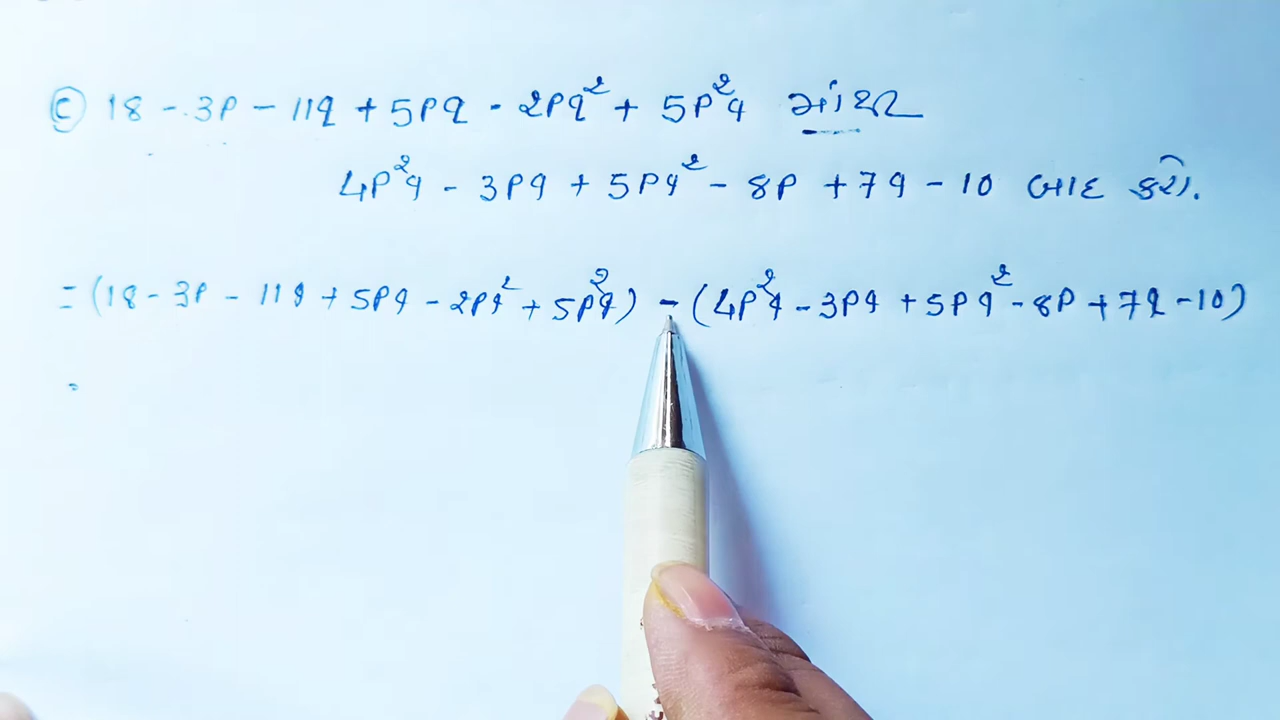 (c) 18 - 3p - 11q + 5pq - 2pq² + 5p²q માંથી
4p²q - 3pq + 5pq² - 8p + 7q - 10 બાદ કરો.
= (18 - 3p - 11q + 5pq - 2pq² + 5p²q) - (4p²q - 3pq + 5pq² - 8p + 7q - 10)
=